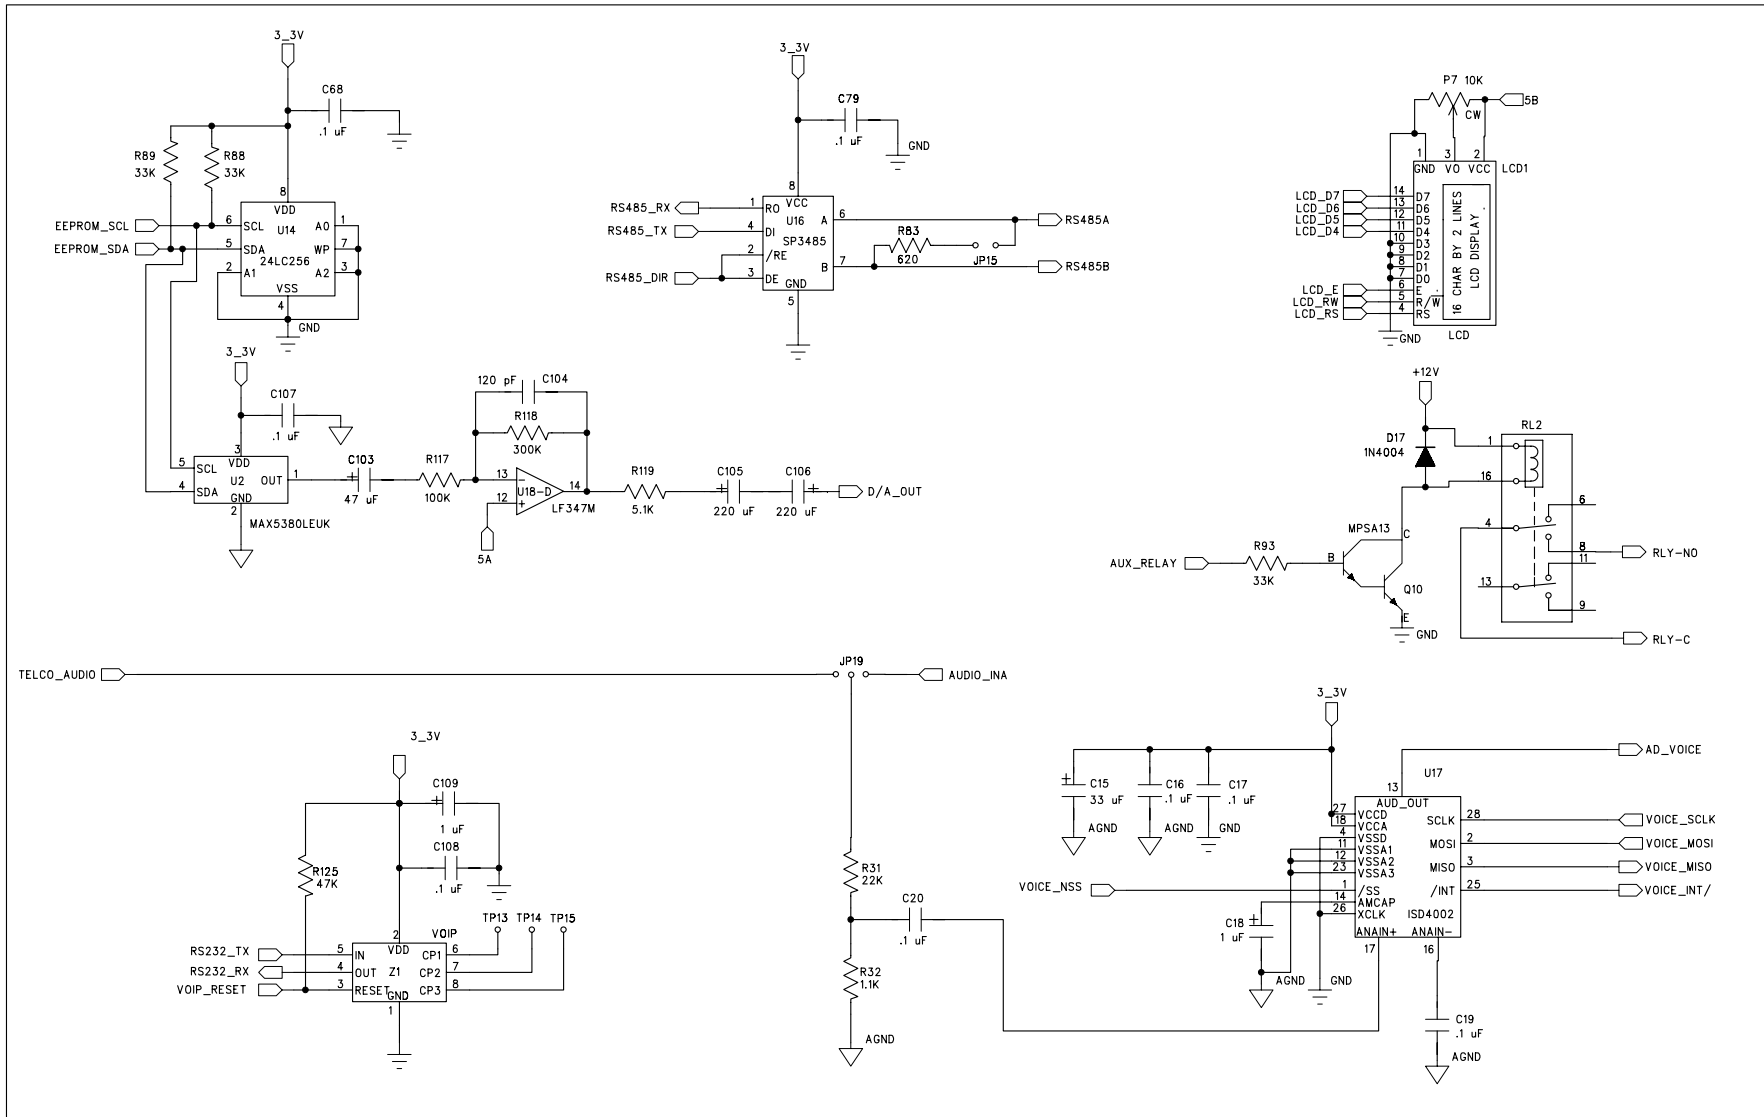 3_3V
C68
.1 uF
R89
33K
R88
33K
8
VDD
EEPROM_SCL
6
SCL
A0
1
U14
EEPROM_SDA
5
SDA
WP
7
24LC256
2
A1
A2
3
VSS
4
GND
3_3V
C79
.1 uF
GND
8
VCC
RS485_RX
1
RO
U16
A
6
RS485A
RS485_TX
4
DI
SP3485
R83
620
JP15
2
/RE
B
7
RS485B
RS485_DIR
3
DE
GND
5
P7 10K
5B
CW
1
3
2
GND
VO
VCC
LCD1
LCD_D7
14
D7
LCD_D6
13
D6
LCD_D5
12
D5
LCD_D4
11
D4
10
D3
9
D2
8
D1
7
D0
LCD_E
6
E
LCD_RW
5
R/W
LCD_RS
4
RS
16 CHAR BY 2 LINES
LCD DISPLAY
GND
LCD
3_3V
C107
.1 uF
3
VDD
5
SCL
U2
OUT
1
4
SDA
GND
2
MAX5380LEUK
C103
+
47 uF
R117
100K
120 pF
C104
R118
300K
13
-
U18-D
14
12
+
LF347M
5A
R119
5.1K
C105
+
220 uF
C106
+
220 uF
D/A_OUT
+12V
D17
1N4004
RL2
1
16
6
4
8
RLY-NO
11
13
9
MPSA13
C
AUX_RELAY
R93
33K
B
Q10
E
GND
RLY-C
TELCO_AUDIO
JP19
AUDIO_INA
3_3V
C109
+
1 uF
C108
.1 uF
R125
47K
TP13
TP14
TP15
2
VOIP
VDD
RS232_TX
5
IN
CP1
6
RS232_RX
4
OUT
Z1
CP2
7
VOIP_RESET
3
RESET
GND
CP3
8
1
R31
22K
C20
.1 uF
R32
1.1K
AGND
3_3V
AD_VOICE
U17
+
C15
33 uF
AGND
C16
.1 uF
AGND
C17
.1 uF
GND
13
AUD_OUT
27
VCCD
SCLK
28
VOICE_SCLK
18
VCCA
4
VSSD
MOSI
2
VOICE_MOSI
11
VSSA1
12
VSSA2
MISO
3
VOICE_MISO
23
VSSA3
VOICE_NSS
1
/SS
/INT
25
VOICE_INT/
14
AMCAP
26
XCLK
ISD4002
ANAIN+
ANAIN-
17
16
C18
+
1 uF
AGND
GND
C19
.1 uF
AGND